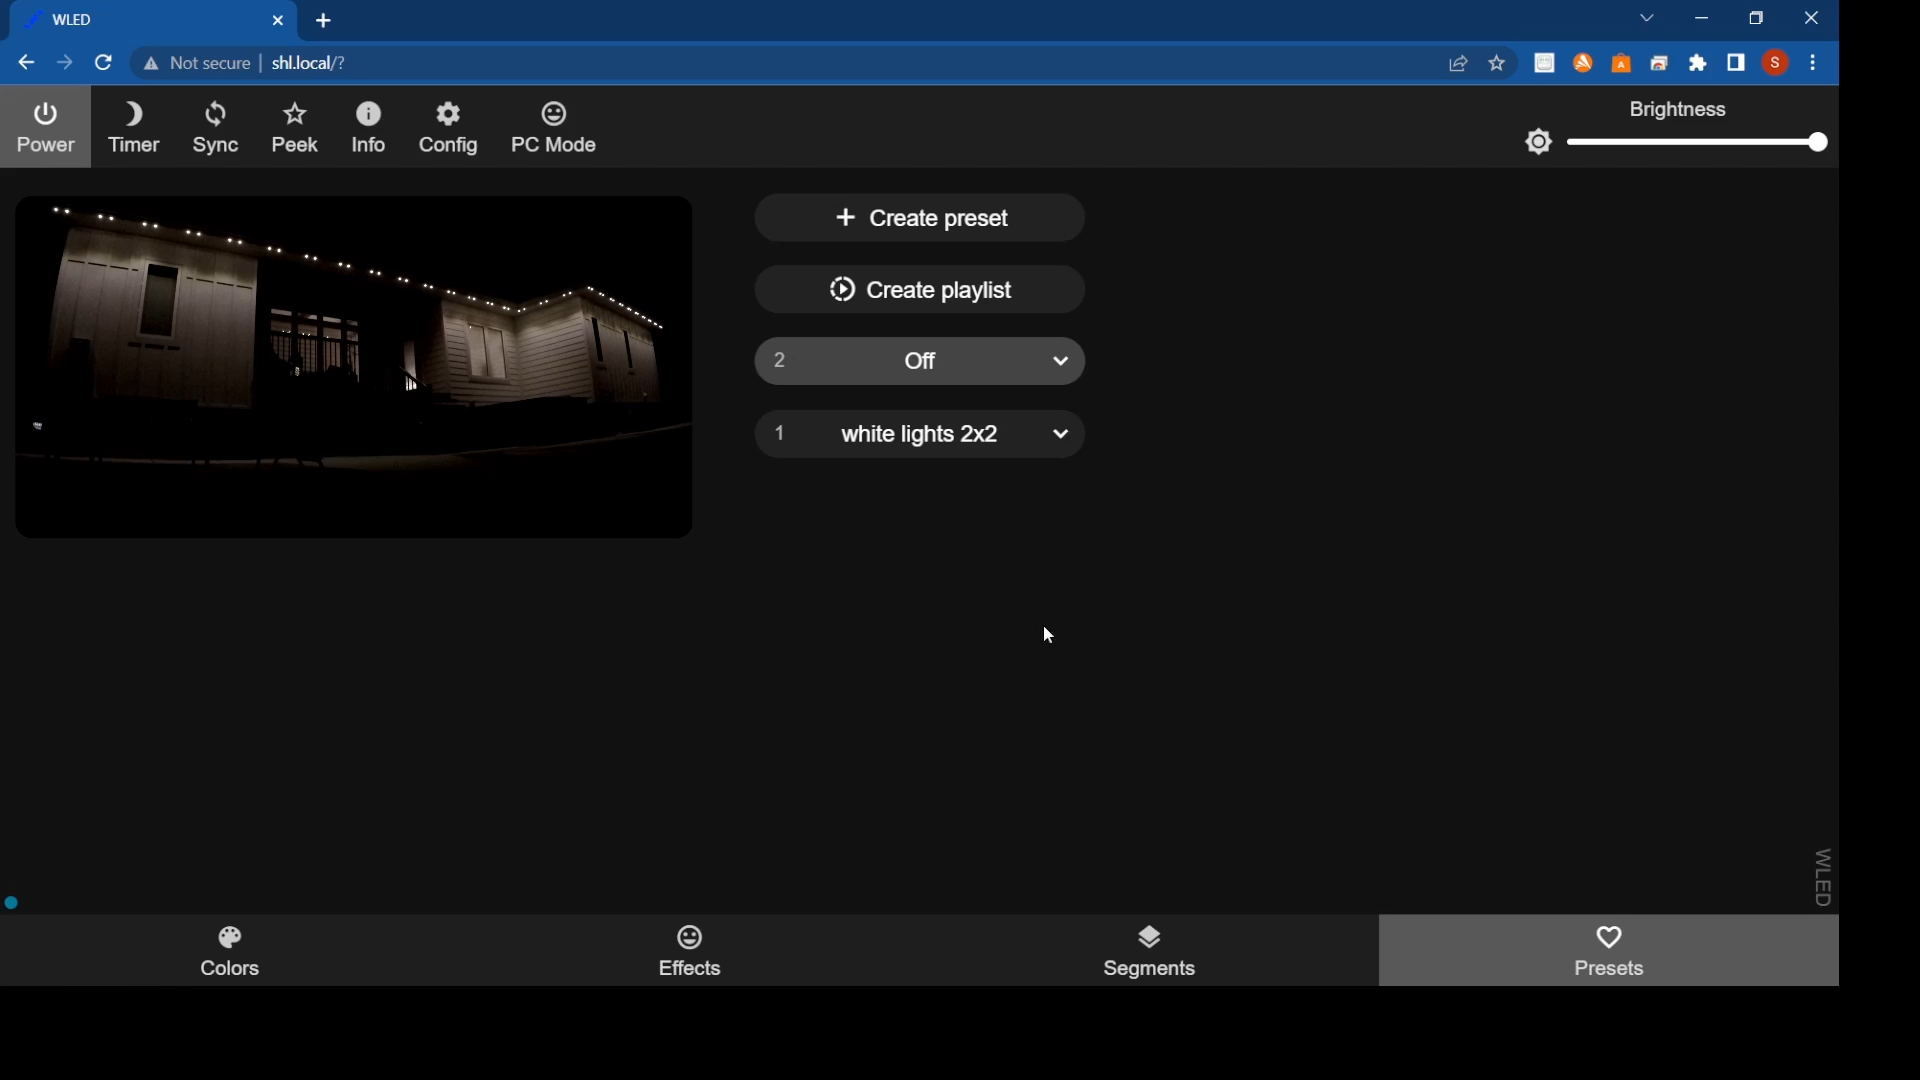 WLED
Not secure | shl.local/?
S
Power
Timer
Sync
Peek
Info
Config
PC Mode
Brightness
Create preset
Create playlist
2 Off
1 white lights 2x2
WLED
Colors
Effects
Segments
Presets